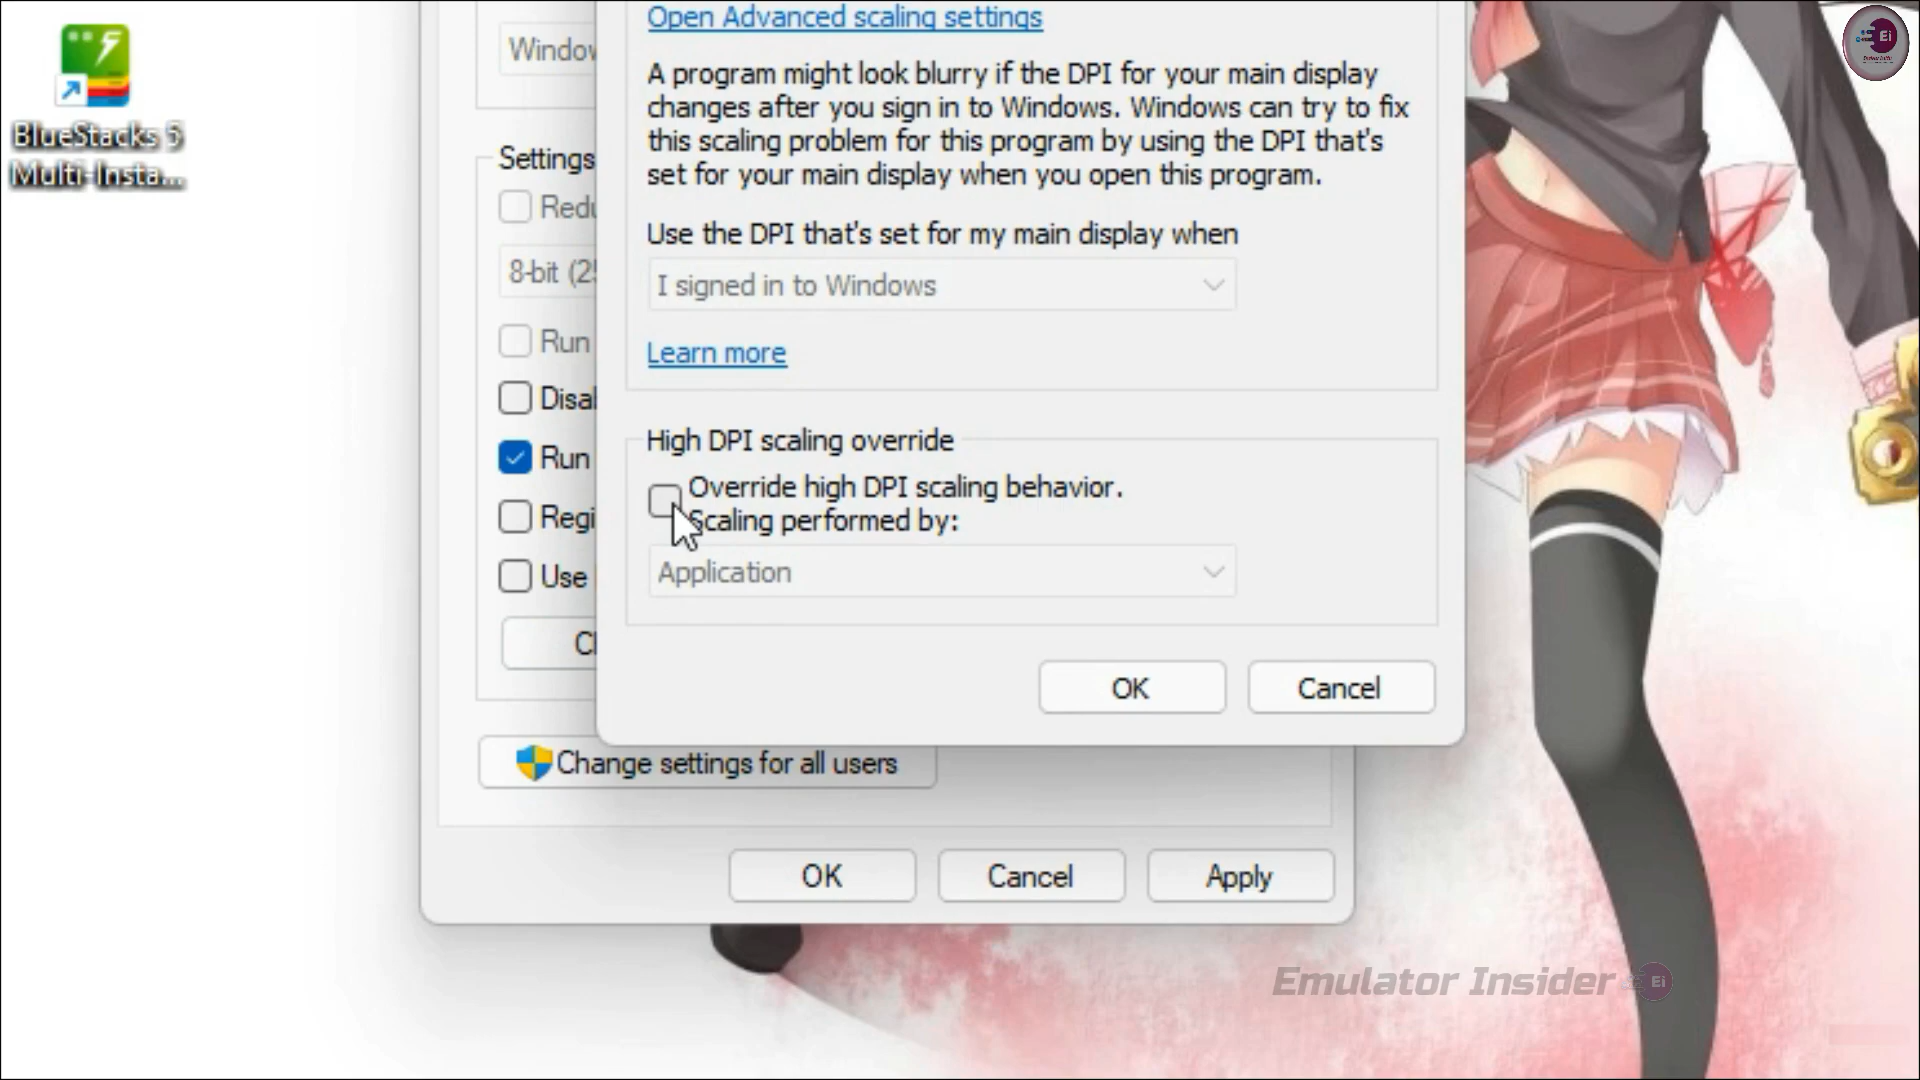 BlueStacks 5
Multi-Insta...
Window
Settings
Redu
8-bit (25
Run
Disal
Run
Regi
Use
Cl
Change settings for all users
OK
Cancel
Apply
Open Advanced scaling settings
A program might look blurry if the DPI for your main display
changes after you sign in to Windows. Windows can try to fix
this scaling problem for this program by using the DPI that's
set for your main display when you open this program.
Use the DPI that's set for my main display when
I signed in to Windows
Learn more
High DPI scaling override
Override high DPI scaling behavior.
Scaling performed by:
Application
OK
Cancel
Ei
Emulator Insider
Ei